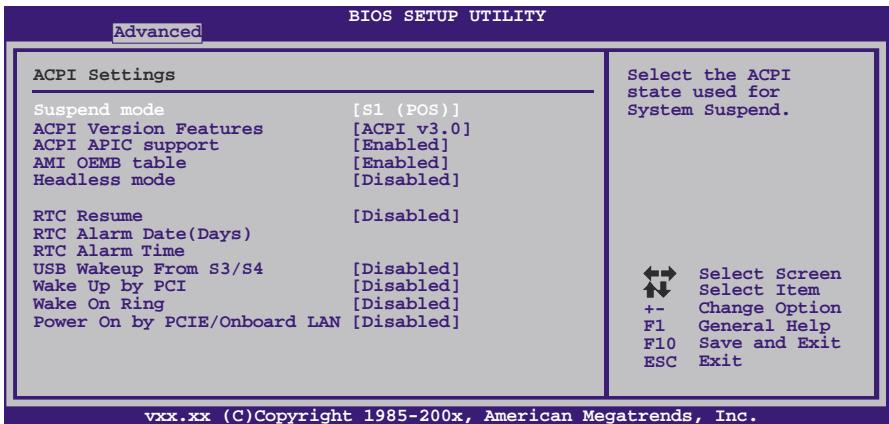 BIOS SETUP UTILITY
Advanced
ACPI Settings
Suspend mode [S1 (POS)]
ACPI Version Features [ACPI v3.0]
ACPI APIC support [Enabled]
AMI OEMB table [Enabled]
Headless mode [Disabled]
RTC Resume [Disabled]
RTC Alarm Date(Days)
RTC Alarm Time
USB Wakeup From S3/S4 [Disabled]
Wake Up by PCI [Disabled]
Wake On Ring [Disabled]
Power On by PCIE/Onboard LAN [Disabled]
Select the ACPI
state used for
System Suspend.
Select Screen
Select Item
+- Change Option
F1 General Help
F10 Save and Exit
ESC Exit
vxx.xx (C)Copyright 1985-200x, American Megatrends, Inc.